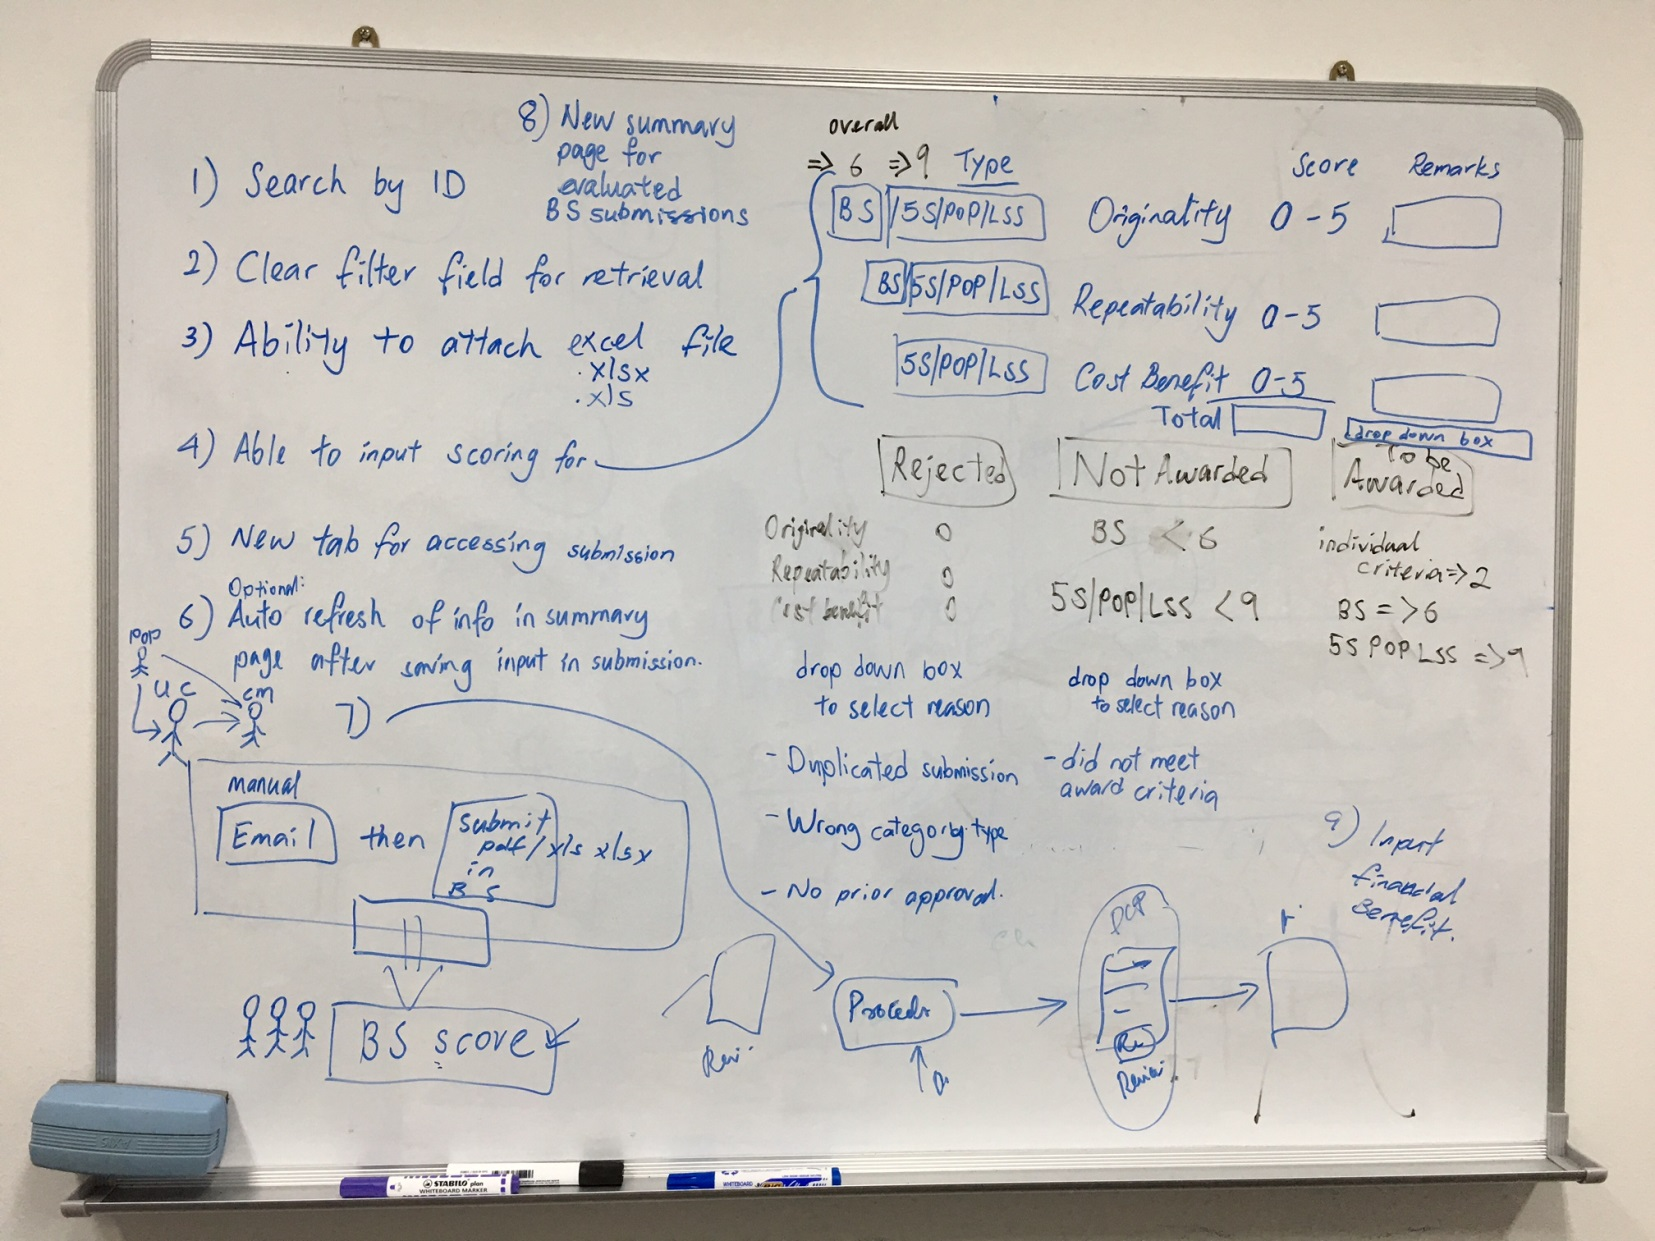 8) New summary
page for
evaluated
BS submissions
1) Search by ID
2) Clear filter field for retrieval
3) Ability to attach excel file
.xlsx
.xls
4) Able to input scoring for
5) New tab for accessing submission
Optional:
6) Auto refresh of info in summary
page after saving input in submission.
POP
UC
CM
7)
manual
Email then submit
pdf/xls xlsx
in
BS
BS score
overall
=> 6 => 9 Type
Score Remarks
BS /5S/POP/LSS Originality 0-5
BS/5S/POP/LSS Repeatability 0-5
5S/POP/LSS Cost Benefit 0-5
Total
drop down box
Rejected
Originality 0
Repeatability 0
Cost benefit 0
drop down box
to select reason
- Duplicated submission
- Wrong category type
- No prior approval.
Not Awarded
BS < 6
5S/POP/LSS < 9
drop down box
to select reason
- did not meet
award criteria
To be
Awarded
individual
criteria => 2
BS => 6
5S POP LSS => 9
9) Input
financial
Benefit.
STABILO plan
WHITEBOARD MARKER
WHITEBOARD